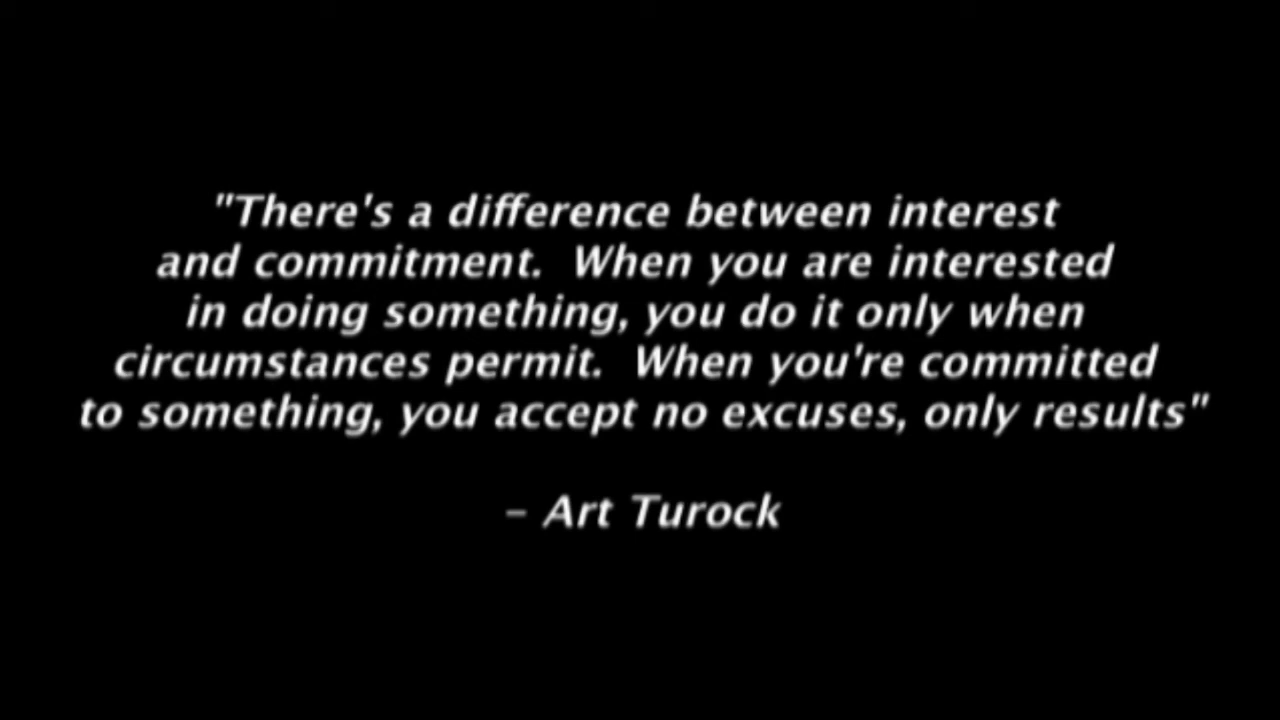 "There's a difference between interest
and commitment.  When you are interested
in doing something, you do it only when
circumstances permit.  When you're committed
to something, you accept no excuses, only results"
– Art Turock